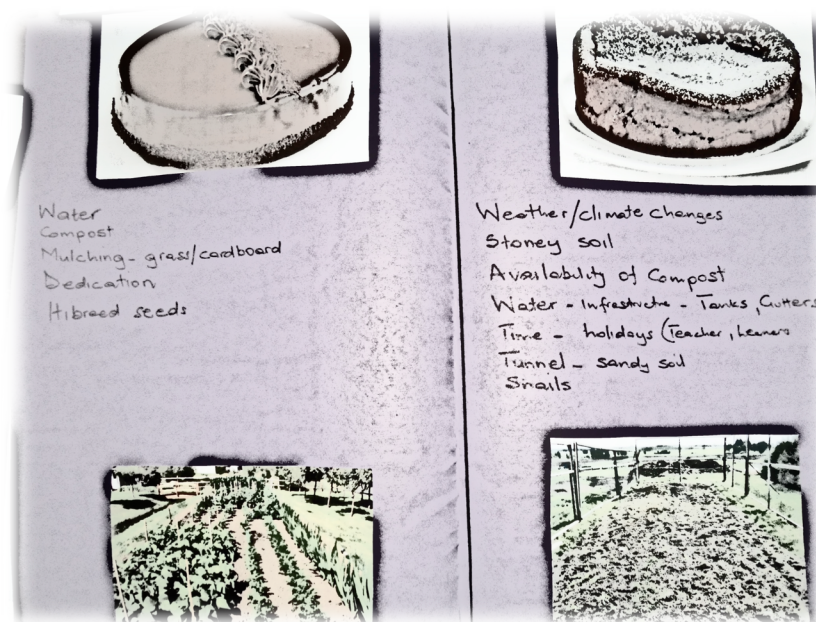 Water
Compost
Mulching - grass/cardboard
Dedication
Hibreed seeds
Weather/climate changes
Stoney soil
Availability of Compost
Water - Infrastructre - Tanks, Gutters
Time - holidays (Teacher, Learners
Tunnel - sandy soil
Snails